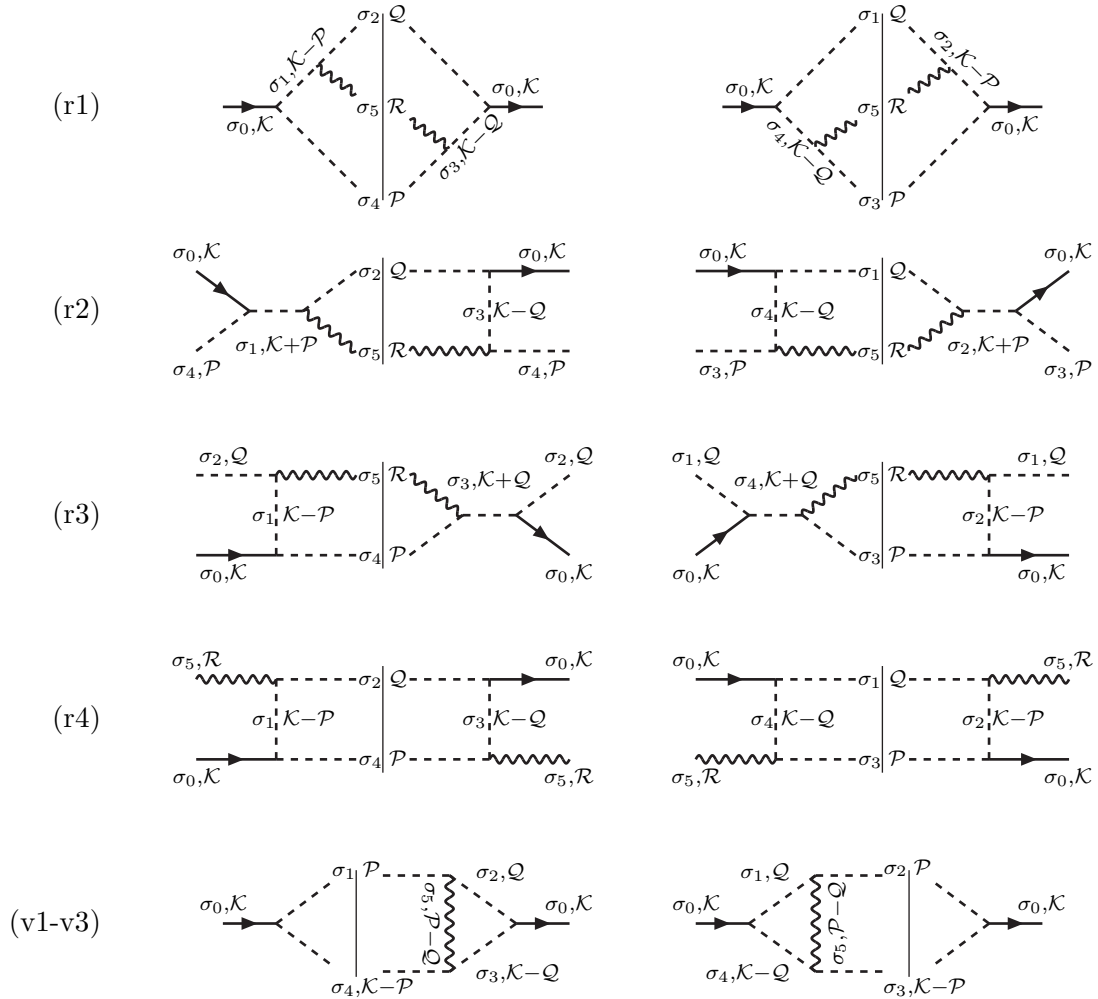 σ2 Q σ1 Q
σ1,K−P σ2,K−P
(r1) σ0,K σ5 R σ0,K σ0,K σ5 R σ0,K
σ3,K−Q σ4,K−Q
σ4 P σ3 P
σ0,K σ2 Q σ0,K σ0,K σ1 Q σ0,K
(r2) σ1,K+P σ3 K−Q σ4 K−Q σ2,K+P
σ4,P σ5 R σ4,P σ3,P σ5 R σ3,P
σ2,Q σ5 R σ3,K+Q σ2,Q σ1,Q σ4,K+Q σ5 R σ1,Q
(r3) σ1 K−P σ2 K−P
σ0,K σ4 P σ0,K σ0,K σ3 P σ0,K
σ5,R σ2 Q σ0,K σ0,K σ1 Q σ5,R
(r4) σ1 K−P σ3 K−Q σ4 K−Q σ2 K−P
σ0,K σ4 P σ5,R σ5,R σ3 P σ0,K
σ1 P σ2,Q σ1,Q σ2 P
(v1-v3) σ0,K σ5,P−Q σ0,K σ0,K σ5,P−Q σ0,K
σ4,K−P σ3,K−Q σ4,K−Q σ3,K−P